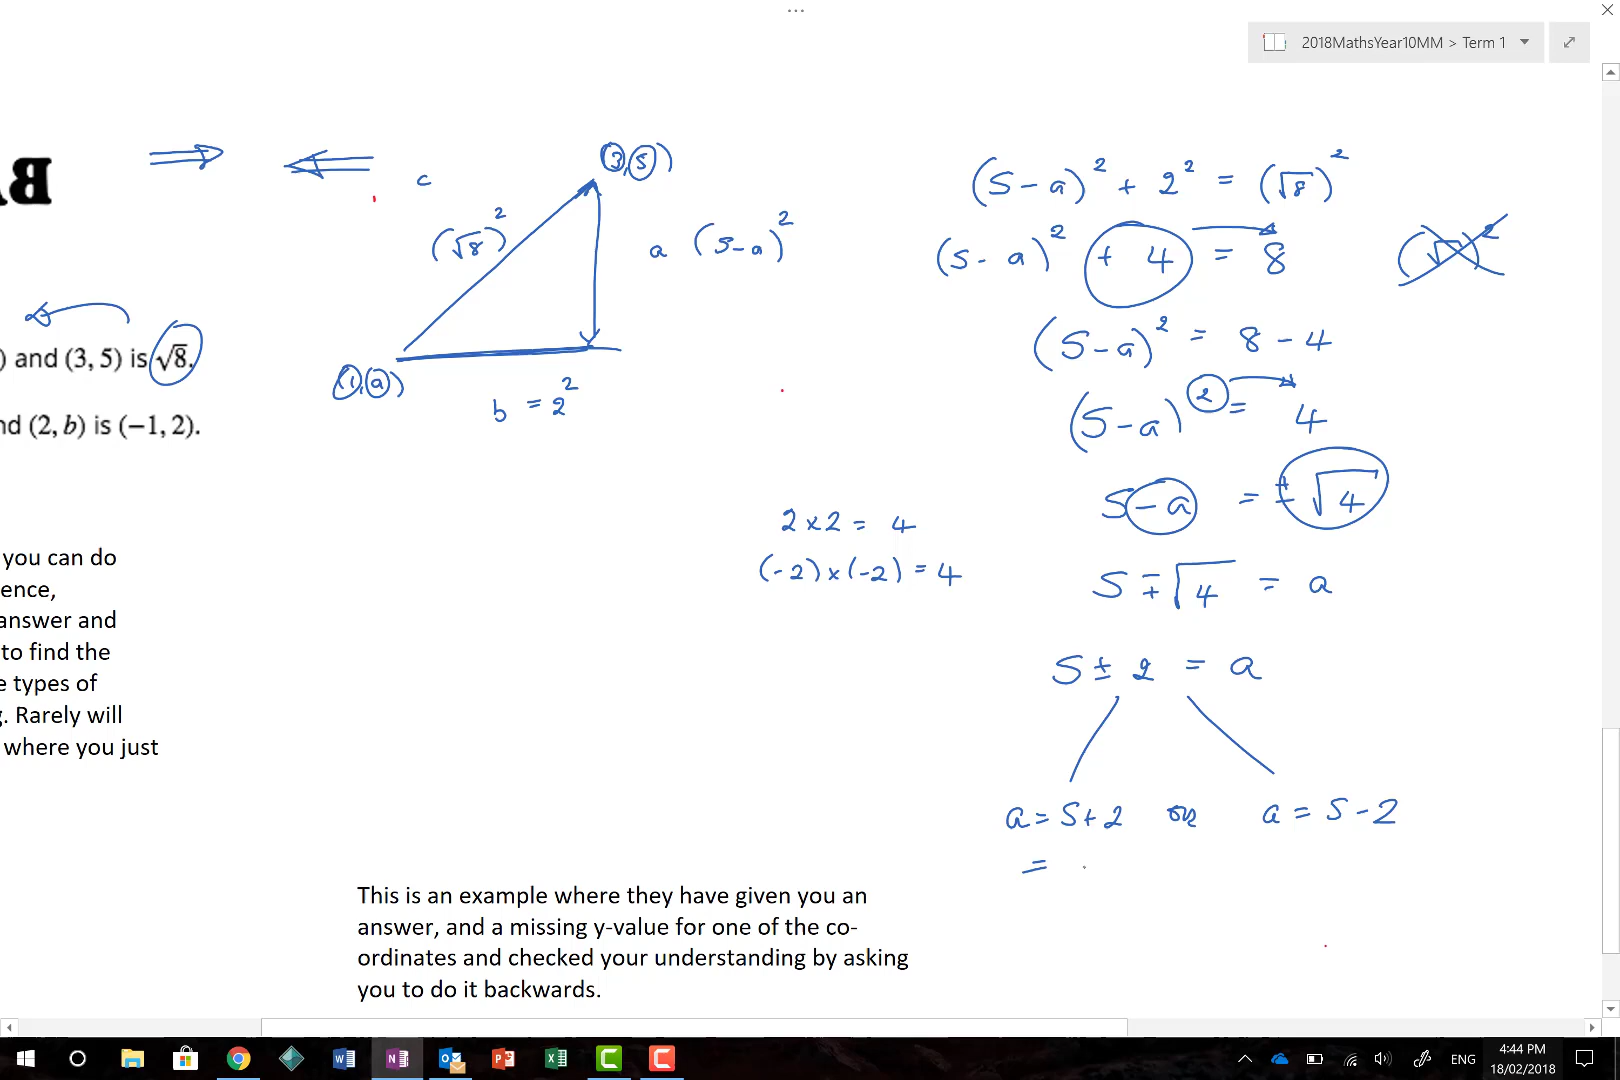 2018MathsYear10MM > Term 1
BY
c
(3,5)
(√8)²
a (5-a)²
(1,a)
b = 2²
) and (3, 5) is √8.
nd (2, b) is (−1, 2).
you can do
ence,
answer and
to find the
e types of
g. Rarely will
where you just
(5-a)² + 2² = (√8)²
(5-a)² + 4 = 8
(√)²
(5-a)² = 8-4
(5-a)² = 4
5-a = ±√4
2×2 = 4
(-2)×(-2) = 4
5 ∓ √4 = a
5 ± 2 = a
a = 5+2 or a = 5-2
=
This is an example where they have given you an
answer, and a missing y-value for one of the co-
ordinates and checked your understanding by asking
you to do it backwards.
ENG
4:44 PM
18/02/2018